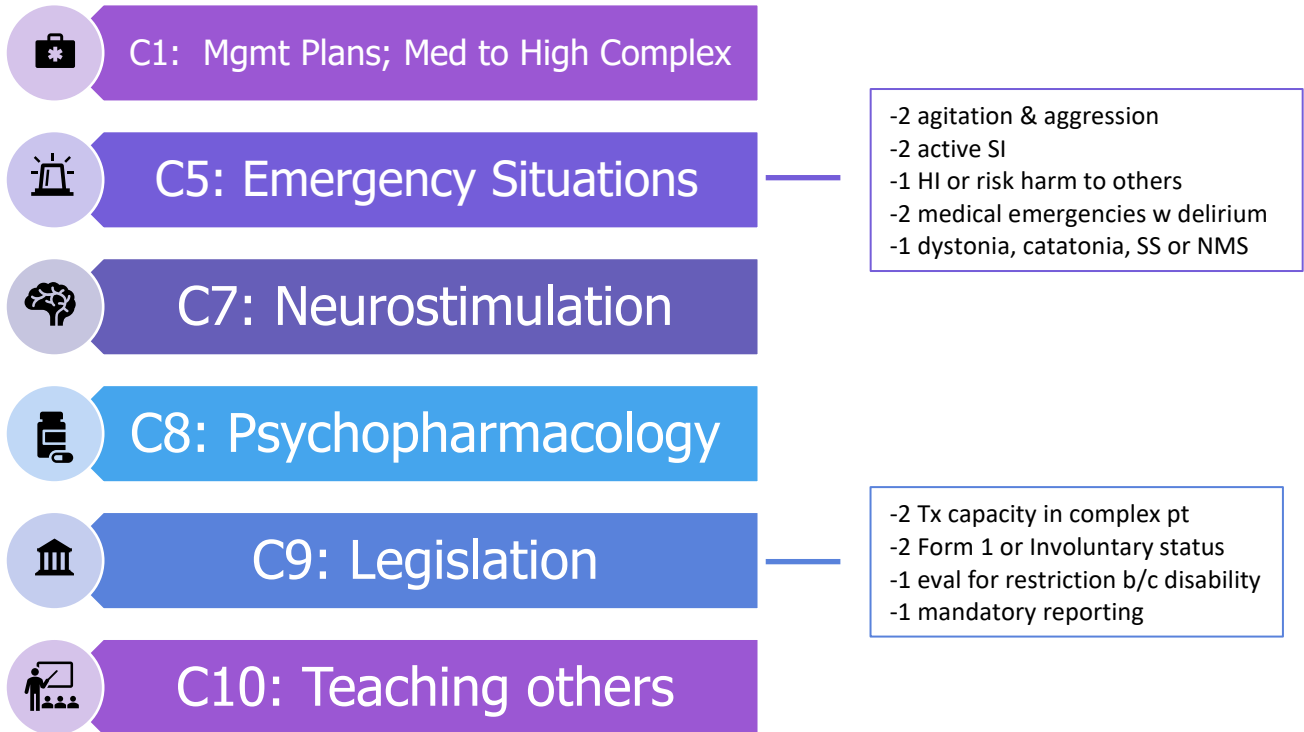 C1:  Mgmt Plans; Med to High Complex
C5: Emergency Situations
-2 agitation & aggression
-2 active SI
-1 HI or risk harm to others
-2 medical emergencies w delirium
-1 dystonia, catatonia, SS or NMS
C7: Neurostimulation
C8: Psychopharmacology
C9: Legislation
-2 Tx capacity in complex pt
-2 Form 1 or Involuntary status
-1 eval for restriction b/c disability
-1 mandatory reporting
C10: Teaching others